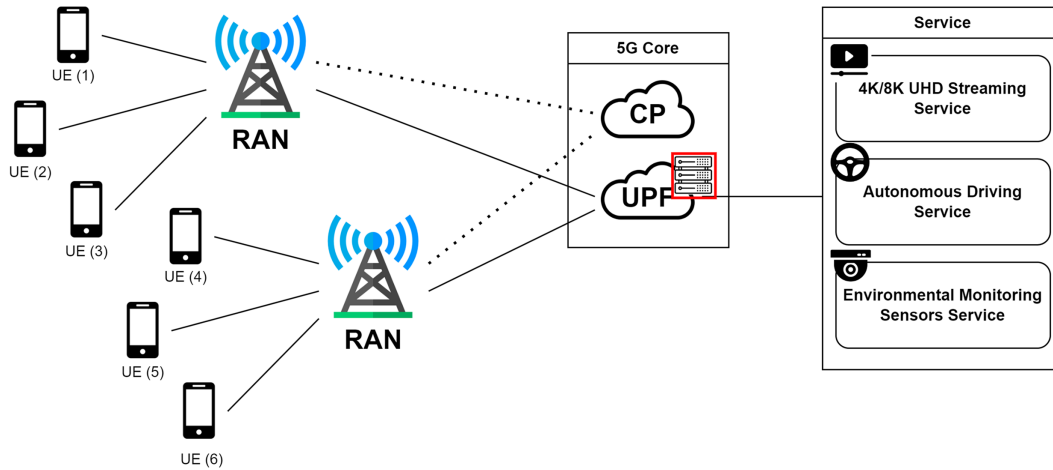 UE (1)
UE (2)
UE (3)
RAN
UE (4)
UE (5)
UE (6)
RAN
5G Core
CP
UPF
Service
4K/8K UHD Streaming
Service
Autonomous Driving
Service
Environmental Monitoring
Sensors Service